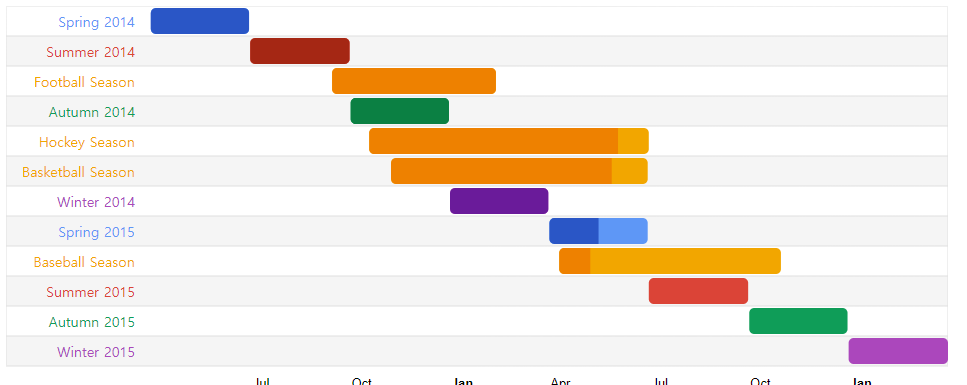 Spring 2014
Summer 2014
Football Season
Autumn 2014
Hockey Season
Basketball Season
Winter 2014
Spring 2015
Baseball Season
Summer 2015
Autumn 2015
Winter 2015
Jul Oct Jan Apr Jul Oct Jan